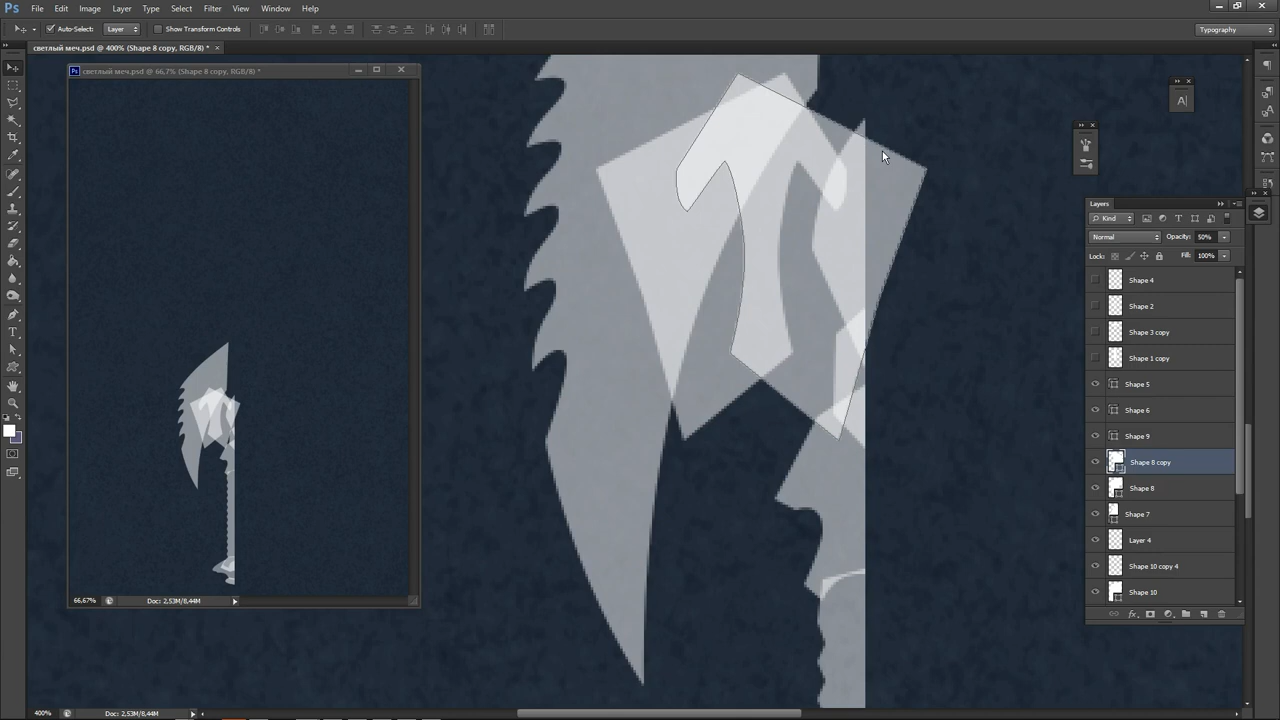 Ps File Edit Image Layer Type Select Filter View Window Help
Auto-Select: Layer Show Transform Controls Typography
светлый меч.psd @ 400% (Shape 8 copy, RGB/8) *
светлый меч.psd @ 66,7% (Shape 8 copy, RGB/8) *
Layers
Kind
Normal Opacity: 50%
Lock: Fill: 100%
Shape 4
Shape 2
Shape 3 copy
Shape 1 copy
Shape 5
Shape 6
Shape 9
Shape 8 copy
Shape 8
Shape 7
Layer 4
Shape 10 copy 4
Shape 10
66,67% Doc: 2,53M/8,44M
400% Doc: 2,53M/8,44M